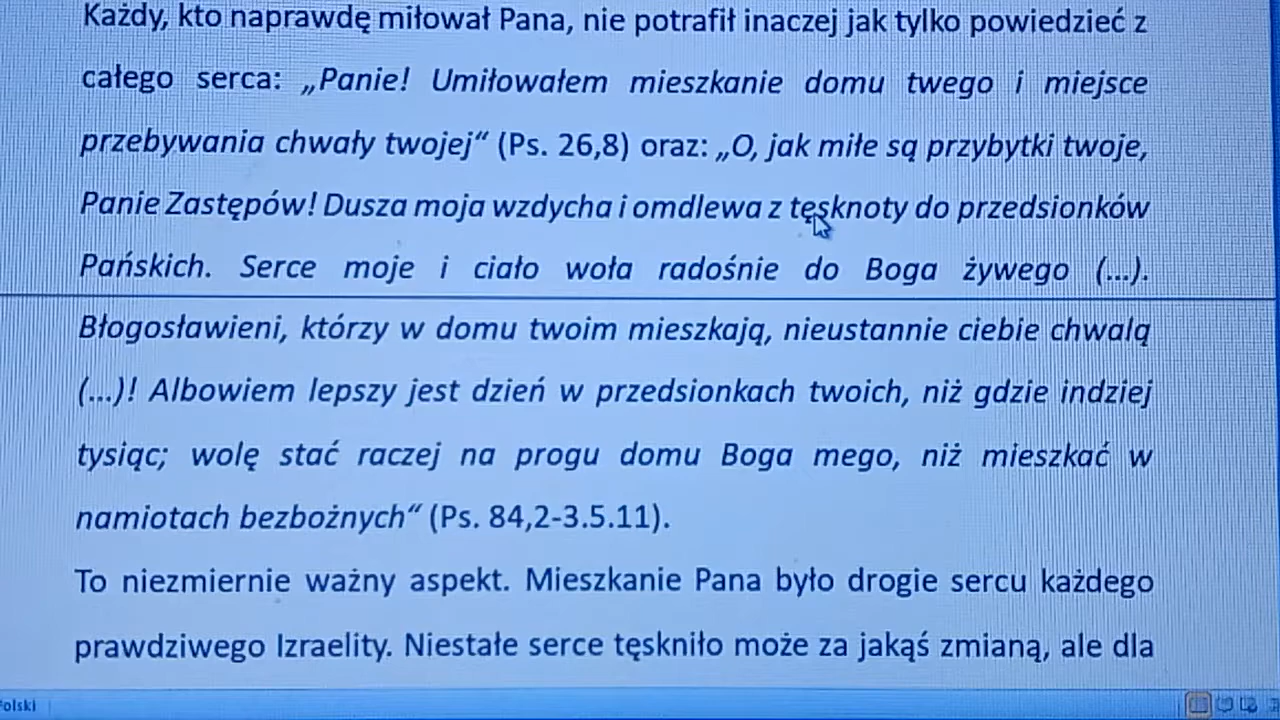 Każdy, kto naprawdę miłował Pana, nie potrafił inaczej jak tylko powiedzieć z
całego serca: „Panie! Umiłowałem mieszkanie domu twego i miejsce
przebywania chwały twojej“ (Ps. 26,8) oraz: „O, jak miłe są przybytki twoje,
Panie Zastępów! Dusza moja wzdycha i omdlewa z tęsknoty do przedsionków
Pańskich. Serce moje i ciało woła radośnie do Boga żywego (...).
Błogosławieni, którzy w domu twoim mieszkają, nieustannie ciebie chwalą
(...)! Albowiem lepszy jest dzień w przedsionkach twoich, niż gdzie indziej
tysiąc; wolę stać raczej na progu domu Boga mego, niż mieszkać w
namiotach bezbożnych“ (Ps. 84,2-3.5.11).
To niezmiernie ważny aspekt. Mieszkanie Pana było drogie sercu każdego
prawdziwego Izraelity. Niestałe serce tęskniło może za jakąś zmianą, ale dla
olski